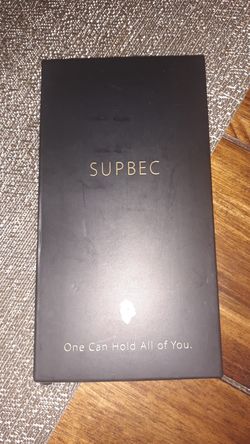 SUPBEC
One Can Hold All of You.